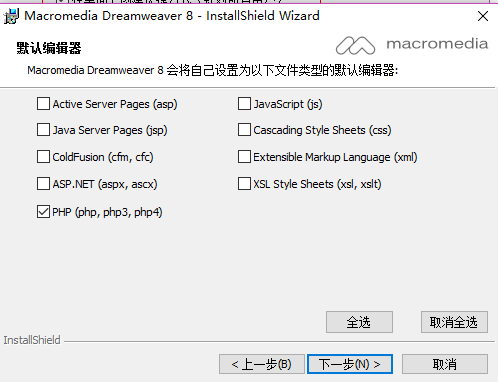 Macromedia Dreamweaver 8 - InstallShield Wizard
默认编辑器
macromedia
Macromedia Dreamweaver 8 会将自己设置为以下文件类型的默认编辑器:
Active Server Pages (asp)
JavaScript (js)
Java Server Pages (jsp)
Cascading Style Sheets (css)
ColdFusion (cfm, cfc)
Extensible Markup Language (xml)
ASP.NET (aspx, ascx)
XSL Style Sheets (xsl, xslt)
PHP (php, php3, php4)
全选
取消全选
InstallShield
< 上一步(B)
下一步(N) >
取消